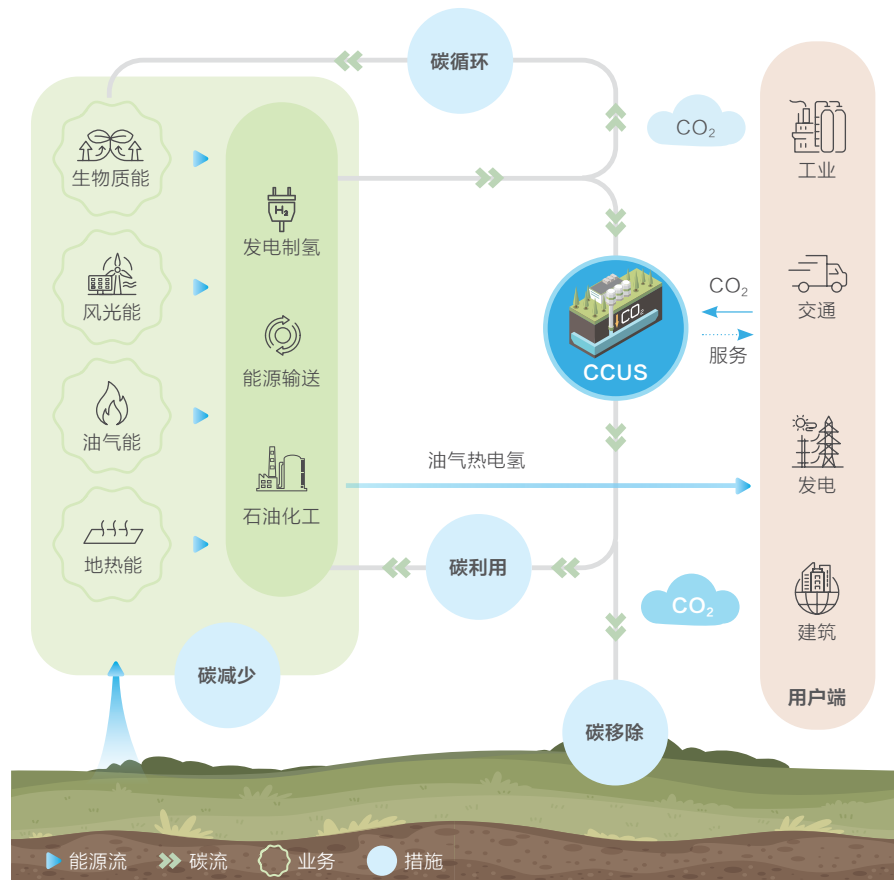 碳循环
CO₂
生物质能
工业
H₂
发电制氢
风光能
CO₂
交通
CO₂
服务
能源输送
CCUS
油气能
油气热电氢
发电
石油化工
地热能
碳利用
CO₂
建筑
碳减少
用户端
碳移除
能源流
碳流
业务
措施